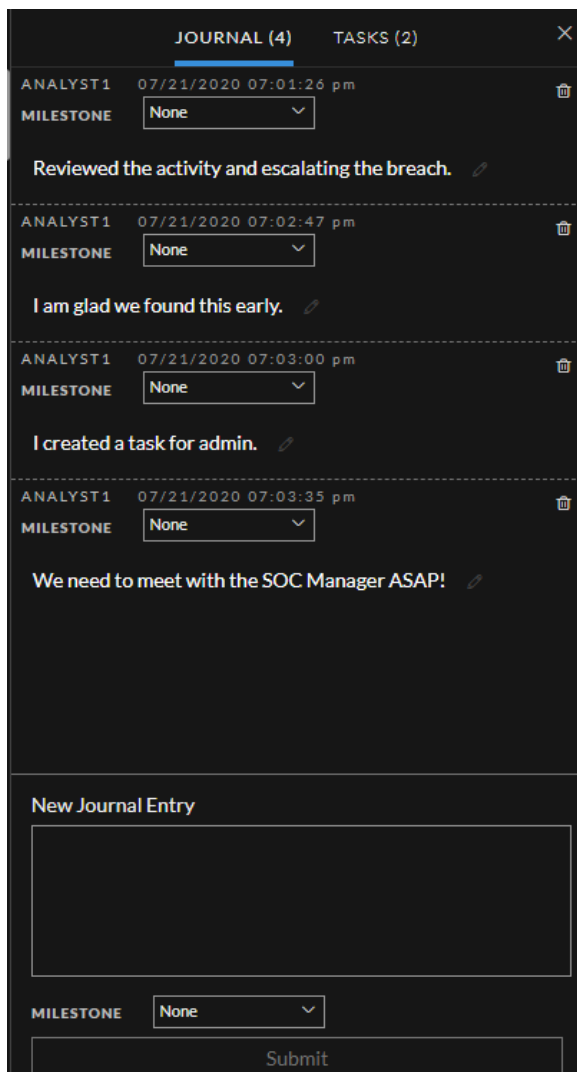 JOURNAL (4) TASKS (2)
ANALYST1 07/21/2020 07:01:26 pm
MILESTONE None
Reviewed the activity and escalating the breach.
ANALYST1 07/21/2020 07:02:47 pm
MILESTONE None
I am glad we found this early.
ANALYST1 07/21/2020 07:03:00 pm
MILESTONE None
I created a task for admin.
ANALYST1 07/21/2020 07:03:35 pm
MILESTONE None
We need to meet with the SOC Manager ASAP!
New Journal Entry
MILESTONE None
Submit